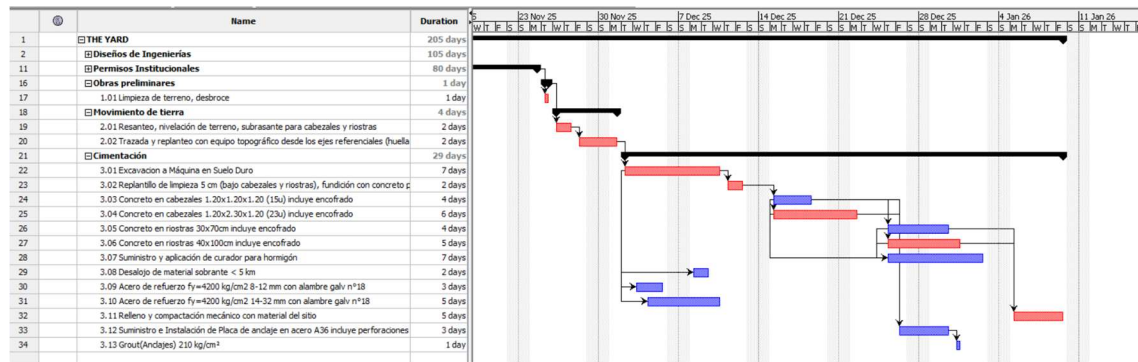 Name Duration 23 Nov 25 30 Nov 25 7 Dec 25 14 Dec 25 21 Dec 25 28 Dec 25 4 Jan 26 11 Jan 26
W T F S S M T W T F S S M T W T F S S M T W T F S S M T W T F S S M T W T F S S M T W T F S S M T W T F S S M T W T
1 THE YARD 205 days
2 Diseños de Ingenierías 105 days
11 Permisos Institucionales 80 days
16 Obras preliminares 1 day
17 1.01 Limpieza de terreno, desbroce 1 day
18 Movimiento de tierra 4 days
19 2.01 Resanteo, nivelación de terreno, subrasante para cabezales y riostras 2 days
20 2.02 Trazada y replanteo con equipo topográfico desde los ejes referenciales (huella 2 days
21 Cimentación 29 days
22 3.01 Excavacion a Máquina en Suelo Duro 7 days
23 3.02 Replantillo de limpieza 5 cm (bajo cabezales y riostras), fundición con concreto p 2 days
24 3.03 Concreto en cabezales 1.20x1.20x1.20 (15u) incluye encofrado 4 days
25 3.04 Concreto en cabezales 1.20x2.30x1.20 (23u) incluye encofrado 6 days
26 3.05 Concreto en riostras 30x70cm incluye encofrado 4 days
27 3.06 Concreto en riostras 40x100cm incluye encofrado 5 days
28 3.07 Suministro y aplicación de curador para hormigón 7 days
29 3.08 Desalojo de material sobrante < 5 km 2 days
30 3.09 Acero de refuerzo fy=4200 kg/cm2 8-12 mm con alambre galv n°18 3 days
31 3.10 Acero de refuerzo fy=4200 kg/cm2 14-32 mm con alambre galv n°18 5 days
32 3.11 Relleno y compactación mecánico con material del sitio 5 days
33 3.12 Suministro e Instalación de Placa de anclaje en acero A36 incluye perforaciones 3 days
34 3.13 Grout(Anclajes) 210 kg/cm² 1 day